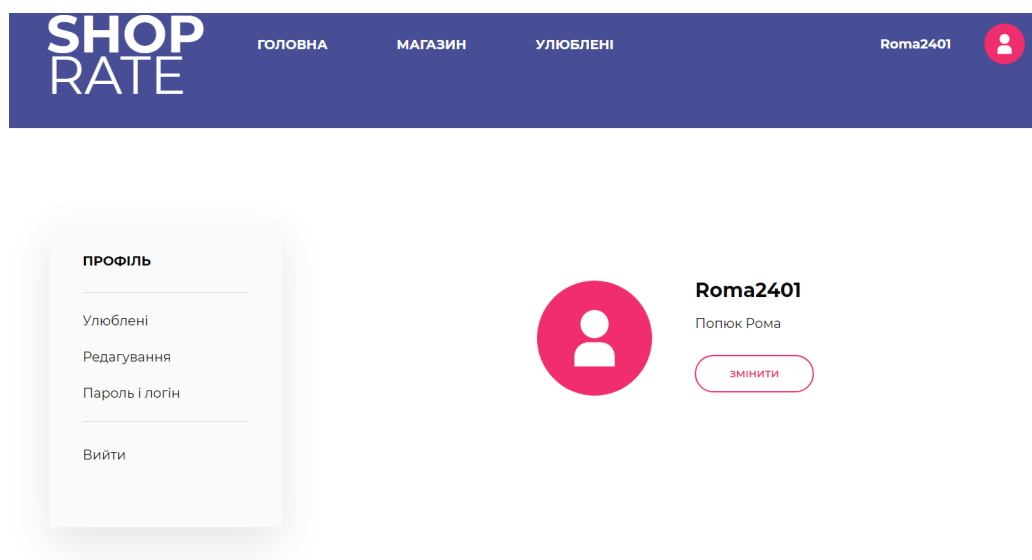 SHOP
RATE
ГОЛОВНА МАГАЗИН УЛЮБЛЕНІ Roma2401
ПРОФІЛЬ
Улюблені
Редагування
Пароль і логін
Вийти
Roma2401
Попюк Рома
ЗМІНИТИ